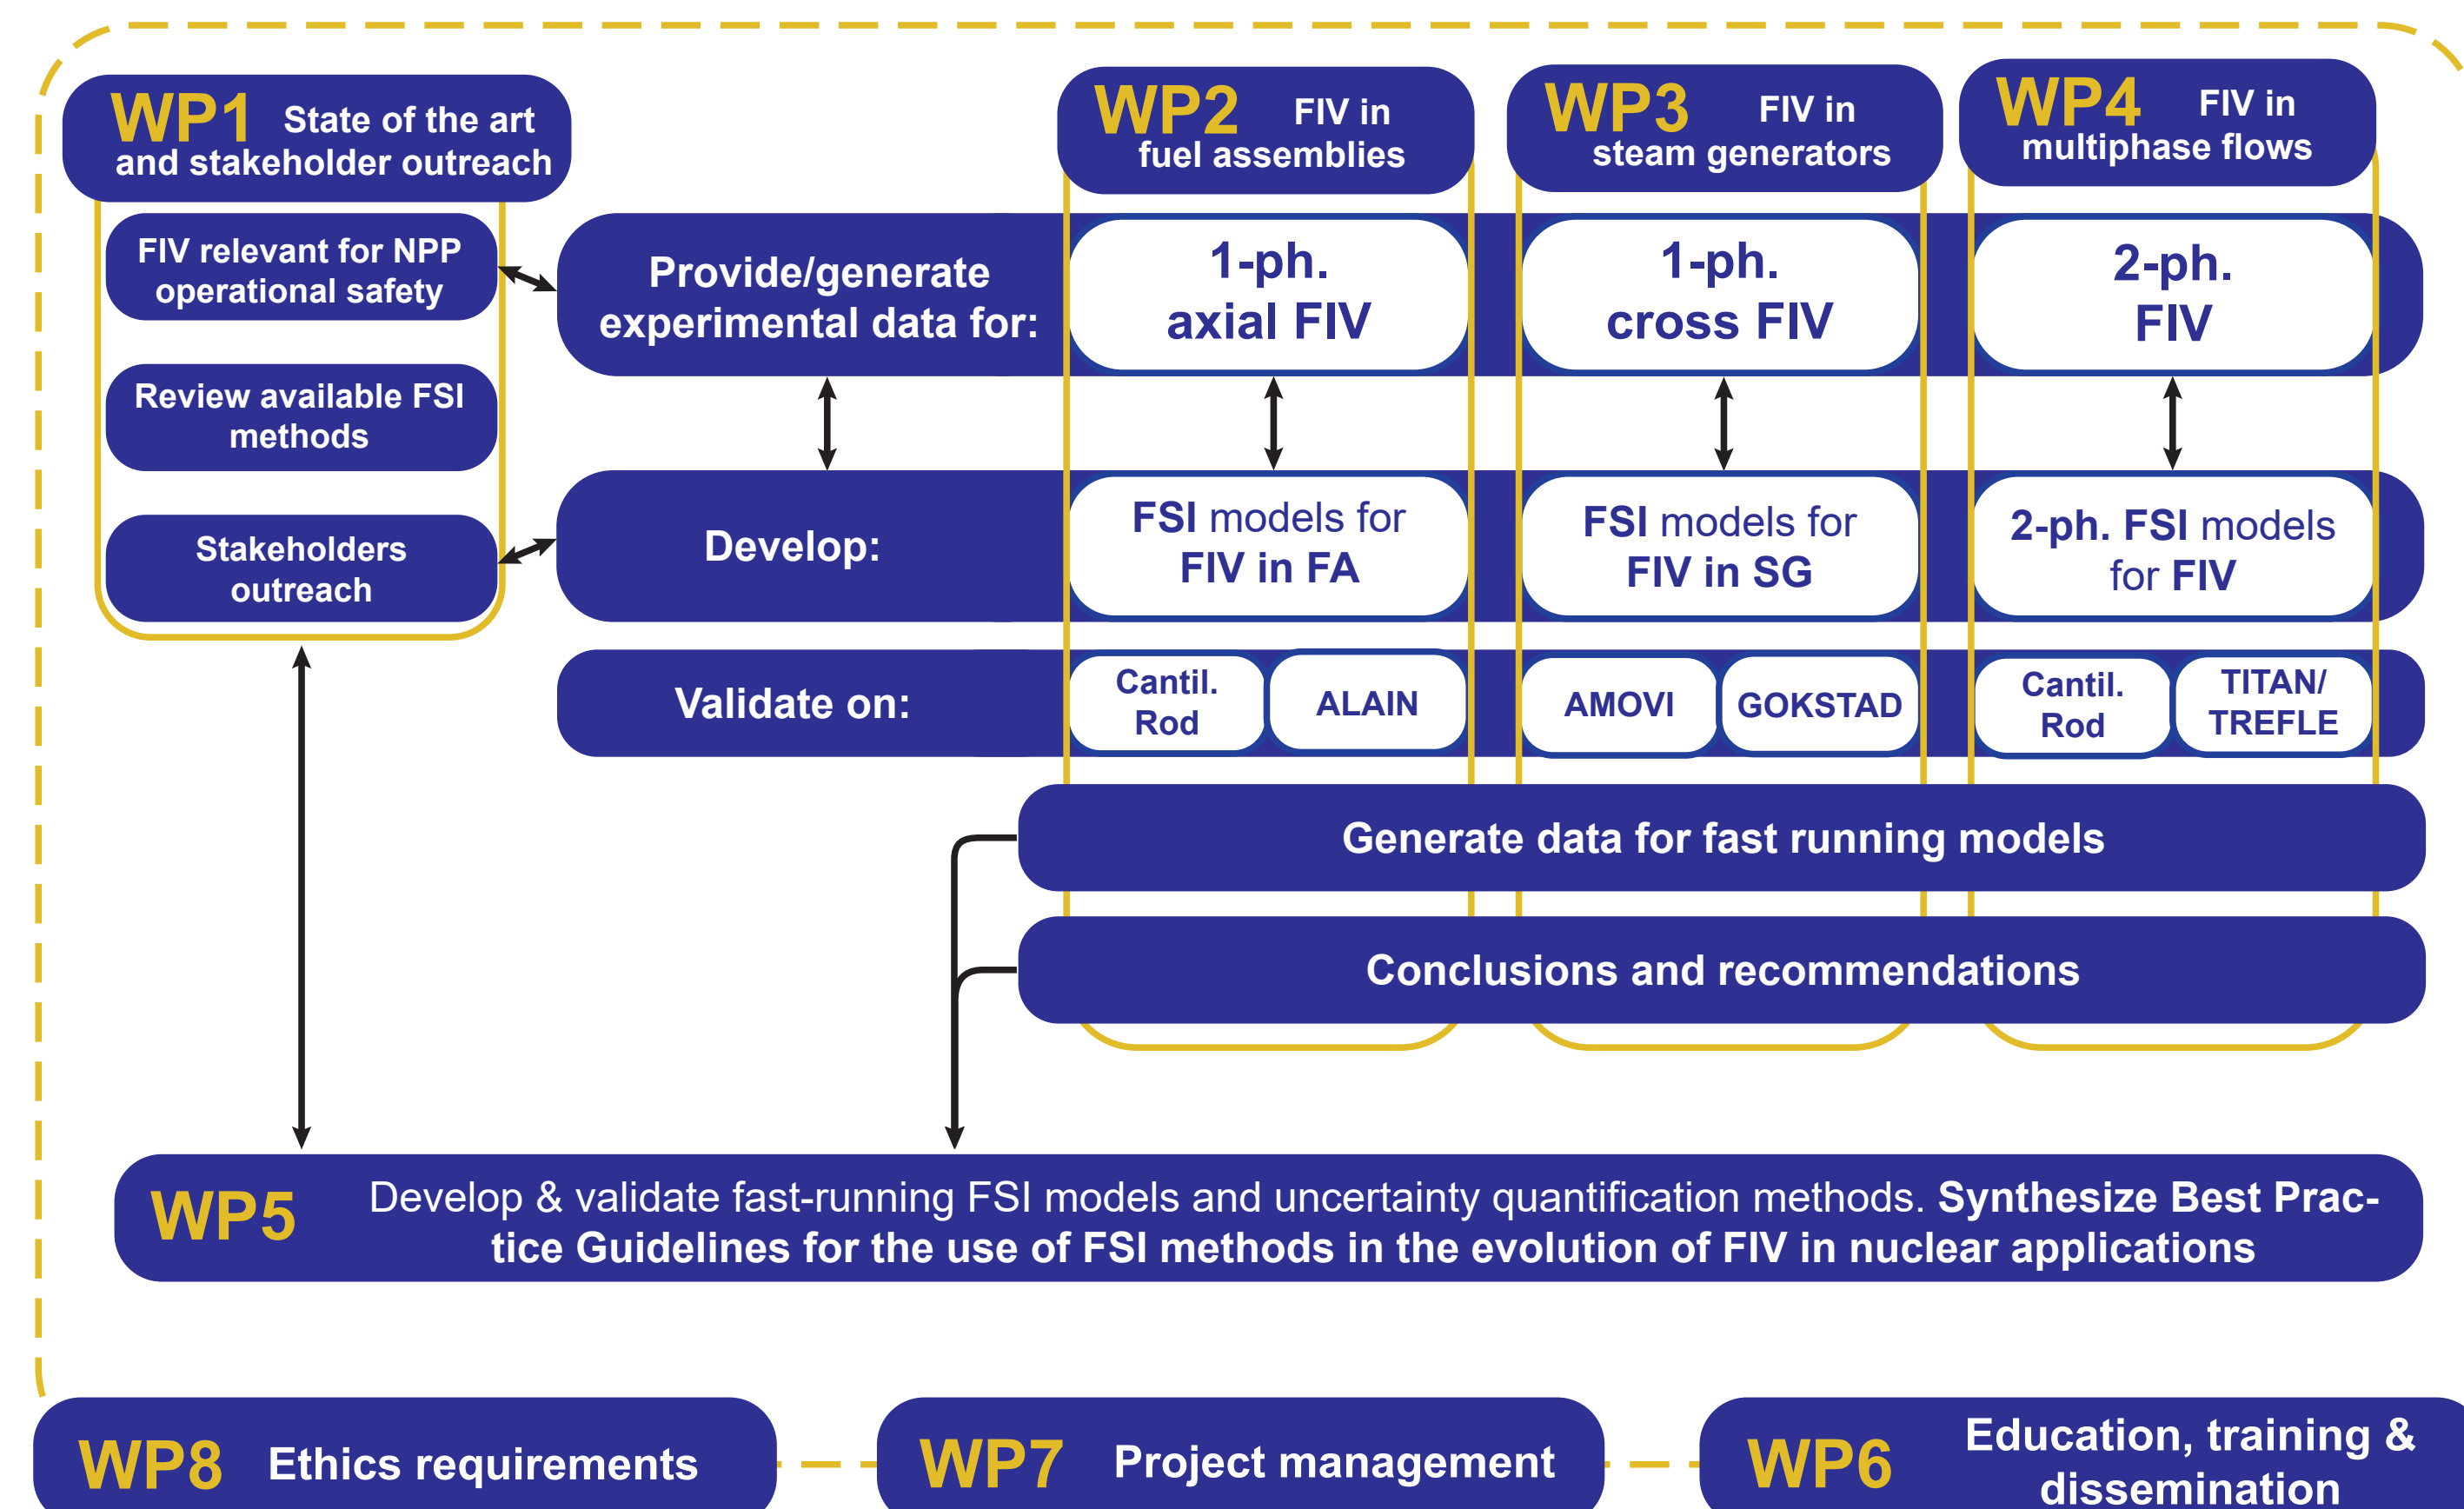 WP1 State of the art
and stakeholder outreach
FIV relevant for NPP
operational safety
Review available FSI
methods
Stakeholders
outreach
WP2 FIV in
fuel assemblies
WP3 FIV in
steam generators
WP4 FIV in
multiphase flows
Provide/generate
experimental data for:
1-ph.
axial FIV
1-ph.
cross FIV
2-ph.
FIV
Develop:
FSI models for
FIV in FA
FSI models for
FIV in SG
2-ph. FSI models
for FIV
Validate on:
Cantil.
Rod
ALAIN
AMOVI
GOKSTAD
Cantil.
Rod
TITAN/
TREFLE
Generate data for fast running models
Conclusions and recommendations
WP5 Develop & validate fast-running FSI models and uncertainty quantification methods. Synthesize Best Prac-
tice Guidelines for the use of FSI methods in the evolution of FIV in nuclear applications
WP8 Ethics requirements
WP7 Project management
WP6 Education, training &
dissemination